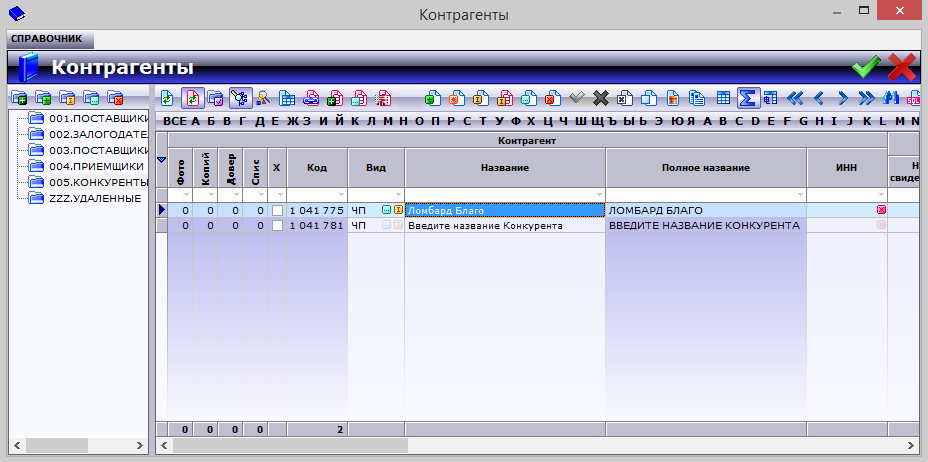 Контрагенты
СПРАВОЧНИК
Контрагенты
001.ПОСТАВЩИКИ
002.ЗАЛОГОДАТЕ
003.ПОСТАВЩИКИ
004.ПРИЕМЩИКИ
005.КОНКУРЕНТЫ
ZZZ.УДАЛЕННЫЕ
ВСЕ А Б В Г Д Е Ж З И Й К Л М Н О П Р С Т У Ф Х Ц Ч Ш Щ Ъ Ы Ь Э Ю Я A B C D E F G H I J K L M N
Контрагент
Фото Копий Довер Спис X Код Вид Название Полное название ИНН Н
свиде
0 0 0 0 1 041 775 ЧП Ломбард Благо ЛОМБАРД БЛАГО
0 0 0 0 1 041 781 ЧП Введите название Конкурента ВВЕДИТЕ НАЗВАНИЕ КОНКУРЕНТА
0 0 0 0 2